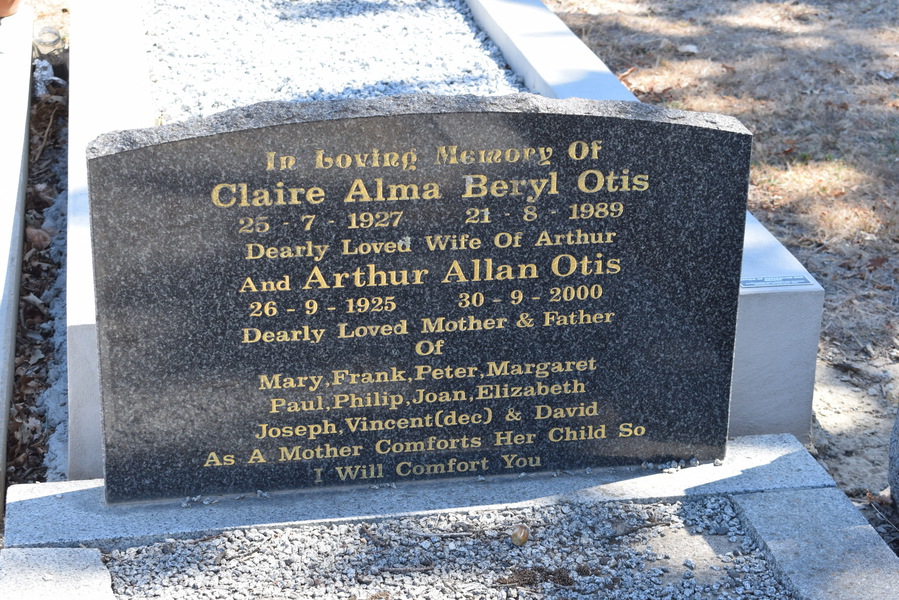 In Loving Memory Of
Claire Alma Beryl Otis
25 - 7 - 1927 21 - 8 - 1989
Dearly Loved Wife Of Arthur
And Arthur Allan Otis
26 - 9 - 1925 30 - 9 - 2000
Dearly Loved Mother & Father
Of
Mary,Frank,Peter,Margaret
Paul,Philip,Joan,Elizabeth
Joseph,Vincent(dec) & David
As A Mother Comforts Her Child So
I Will Comfort You